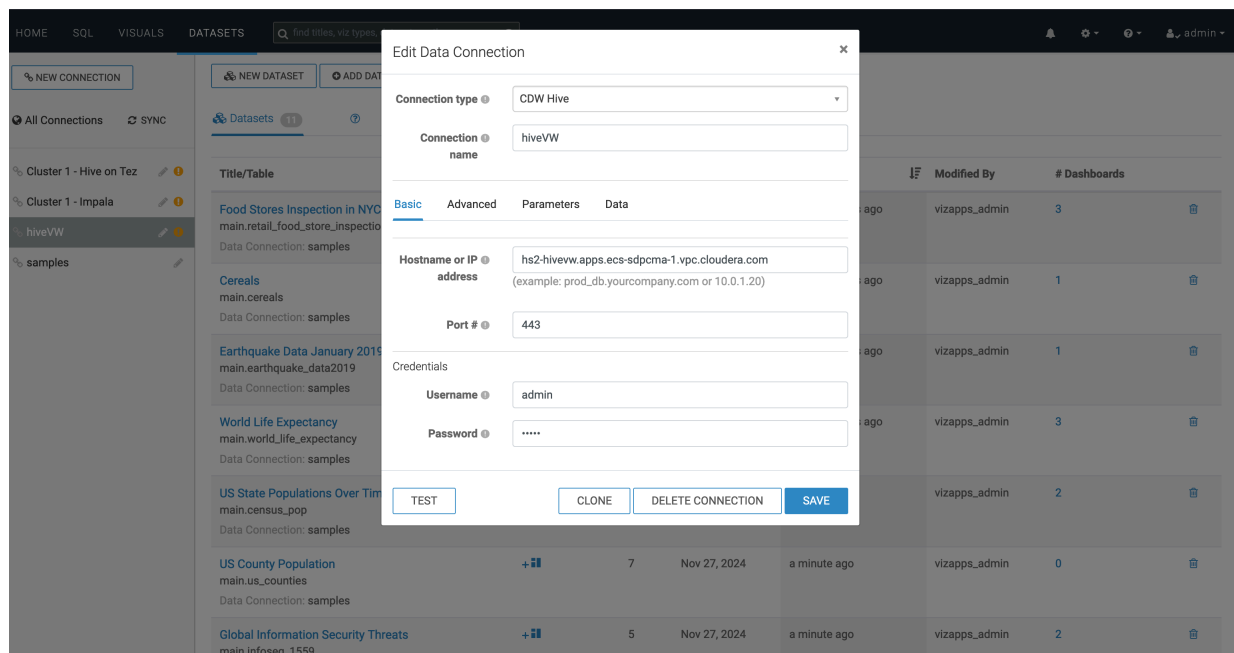 HOME SQL VISUALS DATASETS find titles, viz types, admin
NEW CONNECTION
NEW DATASET ADD DAT
All Connections SYNC
Datasets 11
Cluster 1 - Hive on Tez
Cluster 1 - Impala
hiveVW
samples
Title/Table Modified By # Dashboards
Food Stores Inspection in NYC ago vizapps_admin 3
main.retail_food_store_inspectio
Data Connection: samples
Cereals ago vizapps_admin 1
main.cereals
Data Connection: samples
Earthquake Data January 2019 ago vizapps_admin 1
main.earthquake_data2019
Data Connection: samples
World Life Expectancy ago vizapps_admin 3
main.world_life_expectancy
Data Connection: samples
US State Populations Over Tim vizapps_admin 2
main.census_pop
Data Connection: samples
US County Population 7 Nov 27, 2024 a minute ago vizapps_admin 0
main.us_counties
Data Connection: samples
Global Information Security Threats 5 Nov 27, 2024 a minute ago vizapps_admin 2
main.infosec_1559
Edit Data Connection ×
Connection type CDW Hive
Connection name hiveVW
Basic Advanced Parameters Data
Hostname or IP address hs2-hivevw.apps.ecs-sdpcma-1.vpc.cloudera.com
(example: prod_db.yourcompany.com or 10.0.1.20)
Port # 443
Credentials
Username admin
Password •••••
TEST CLONE DELETE CONNECTION SAVE